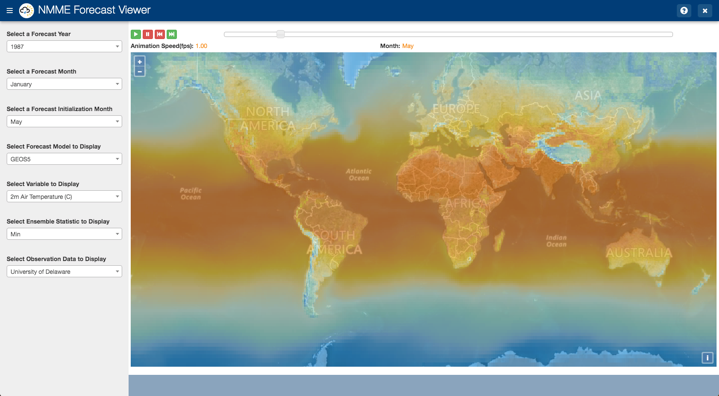 NMME Forecast Viewer
Select a Forecast Year
1987
Select a Forecast Month
January
Select a Forecast Initialization Month
May
Select Forecast Model to Display
GEOS5
Select Variable to Display
2m Air Temperature (C)
Select Ensemble Statistic to Display
Min
Select Observation Data to Display
University of Delaware
Animation Speed(fps): 1.00
Month: May
+
−
NORTH
AMERICA
EUROPE
ASIA
Atlantic
Ocean
Pacific
Ocean
AFRICA
SOUTH
AMERICA
Indian
Ocean
AUSTRALIA
i